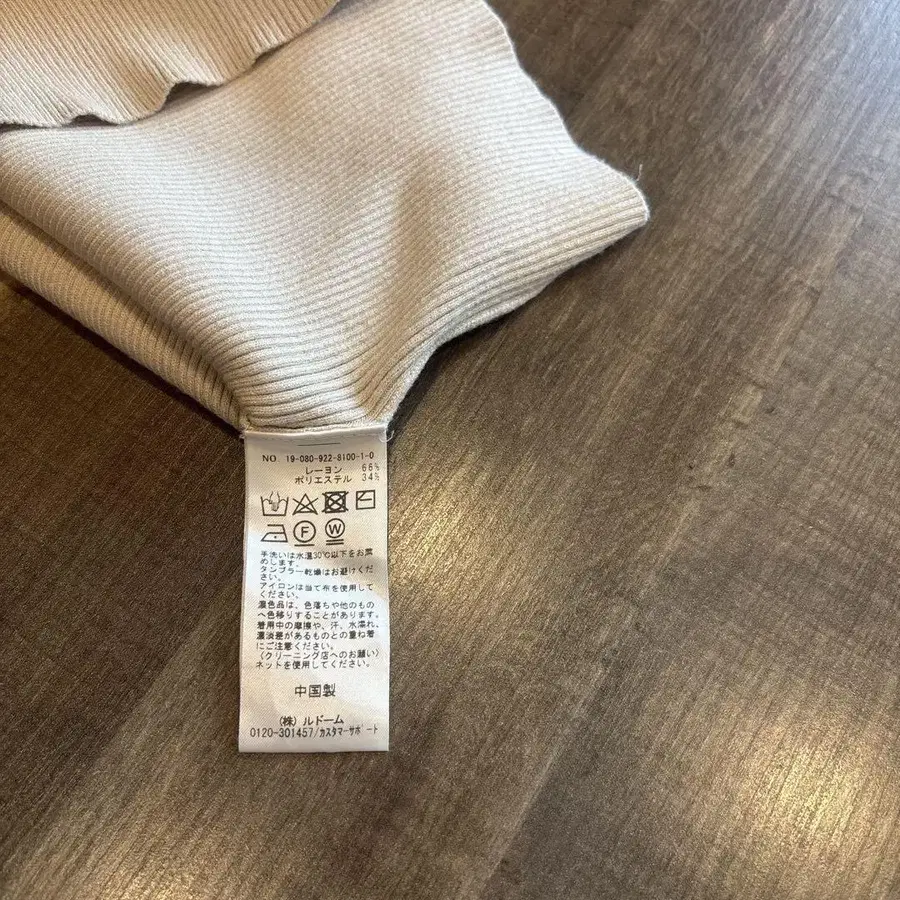 NO. 19-080-922-8100-1-0
レーヨン 66%
ポリエステル 34%
F W
手洗いは水温30℃以下をお薦
めします。
タンブラー乾燥はお避けくだ
さい。
アイロンは当て布を使用して
ください。
濃色品は、色落ちや他のもの
へ色移りすることがあります。
着用中の摩擦や、汗、水濡れ、
濃淡差があるものとの重ね着
にご注意ください。
〈クリーニング店へのお願い〉
ネットを使用してください。
中国製
(株) ルドーム
0120-301457/カスタマーサポート